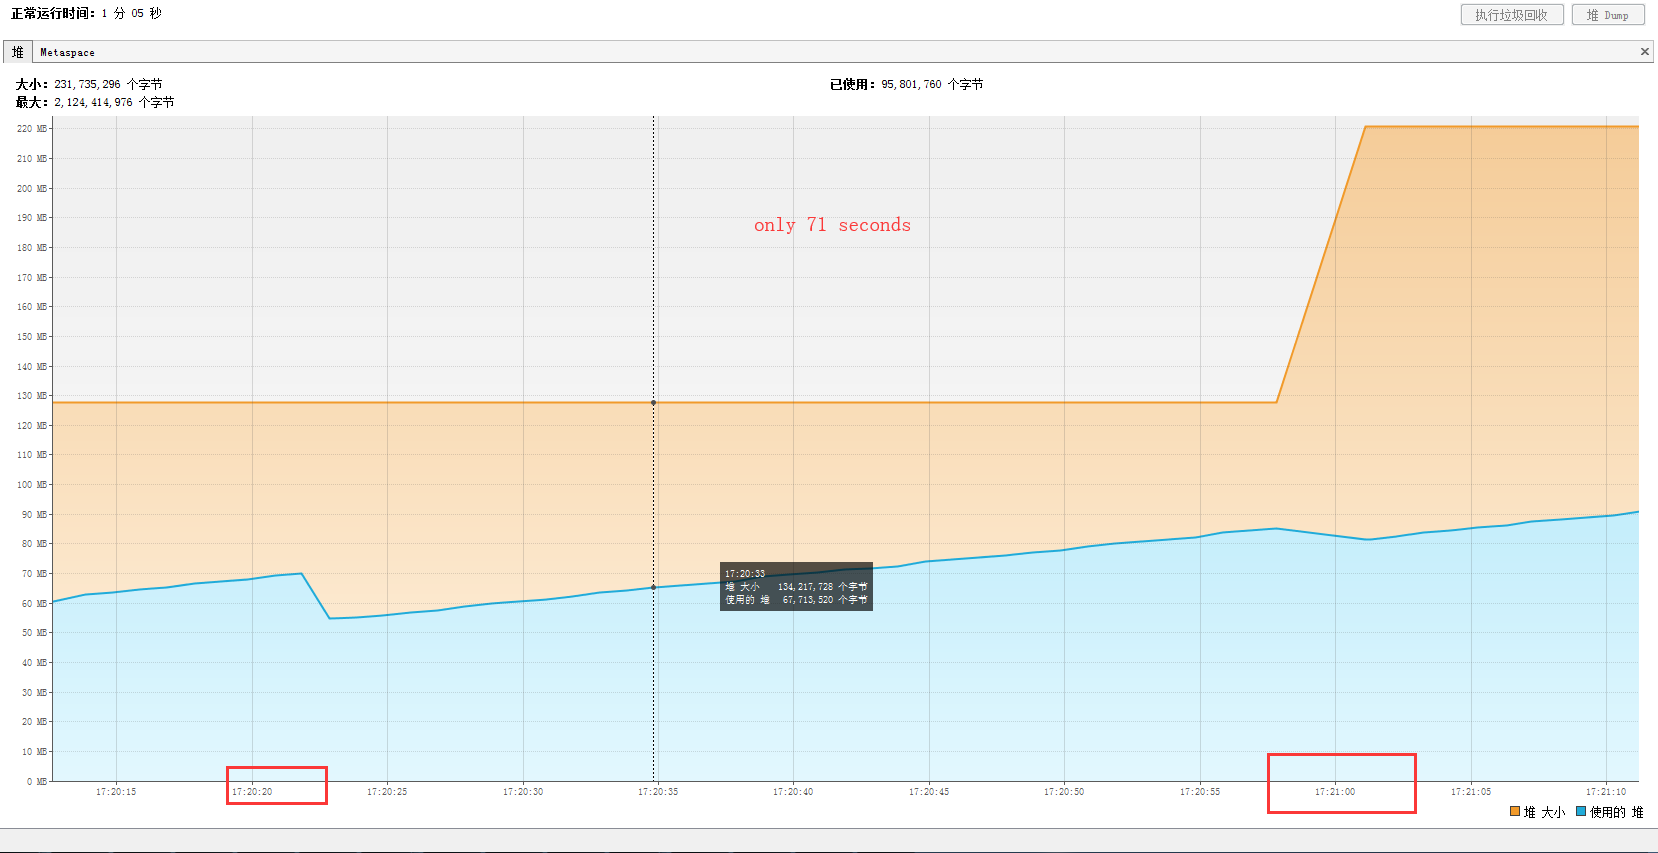 正常运行时间：1 分 05 秒
执行垃圾回收
堆 Dump
堆
Metaspace
大小：231,735,296 个字节
已使用：95,801,760 个字节
最大：2,124,414,976 个字节
220 MB
210 MB
200 MB
190 MB
180 MB
170 MB
160 MB
150 MB
140 MB
130 MB
120 MB
110 MB
100 MB
90 MB
80 MB
70 MB
60 MB
50 MB
40 MB
30 MB
20 MB
10 MB
0 MB
only 71 seconds
17:20:33
堆 大小 134,217,728 个字节
使用的 堆 67,713,520 个字节
17:20:15
17:20:20
17:20:25
17:20:30
17:20:35
17:20:40
17:20:45
17:20:50
17:20:55
17:21:00
17:21:05
17:21:10
堆 大小
使用的 堆